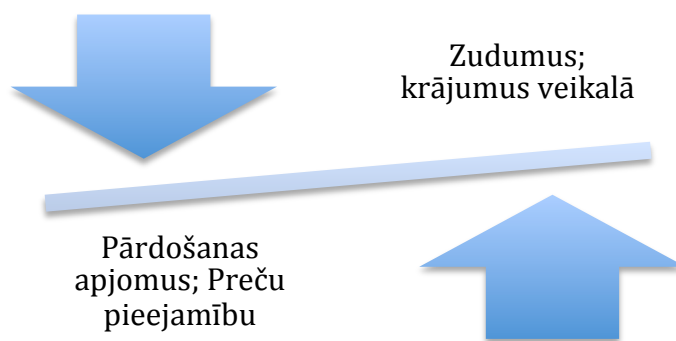 Zudumus;
krājumus veikalā
Pārdošanas
apjomus; Preču
pieejamību